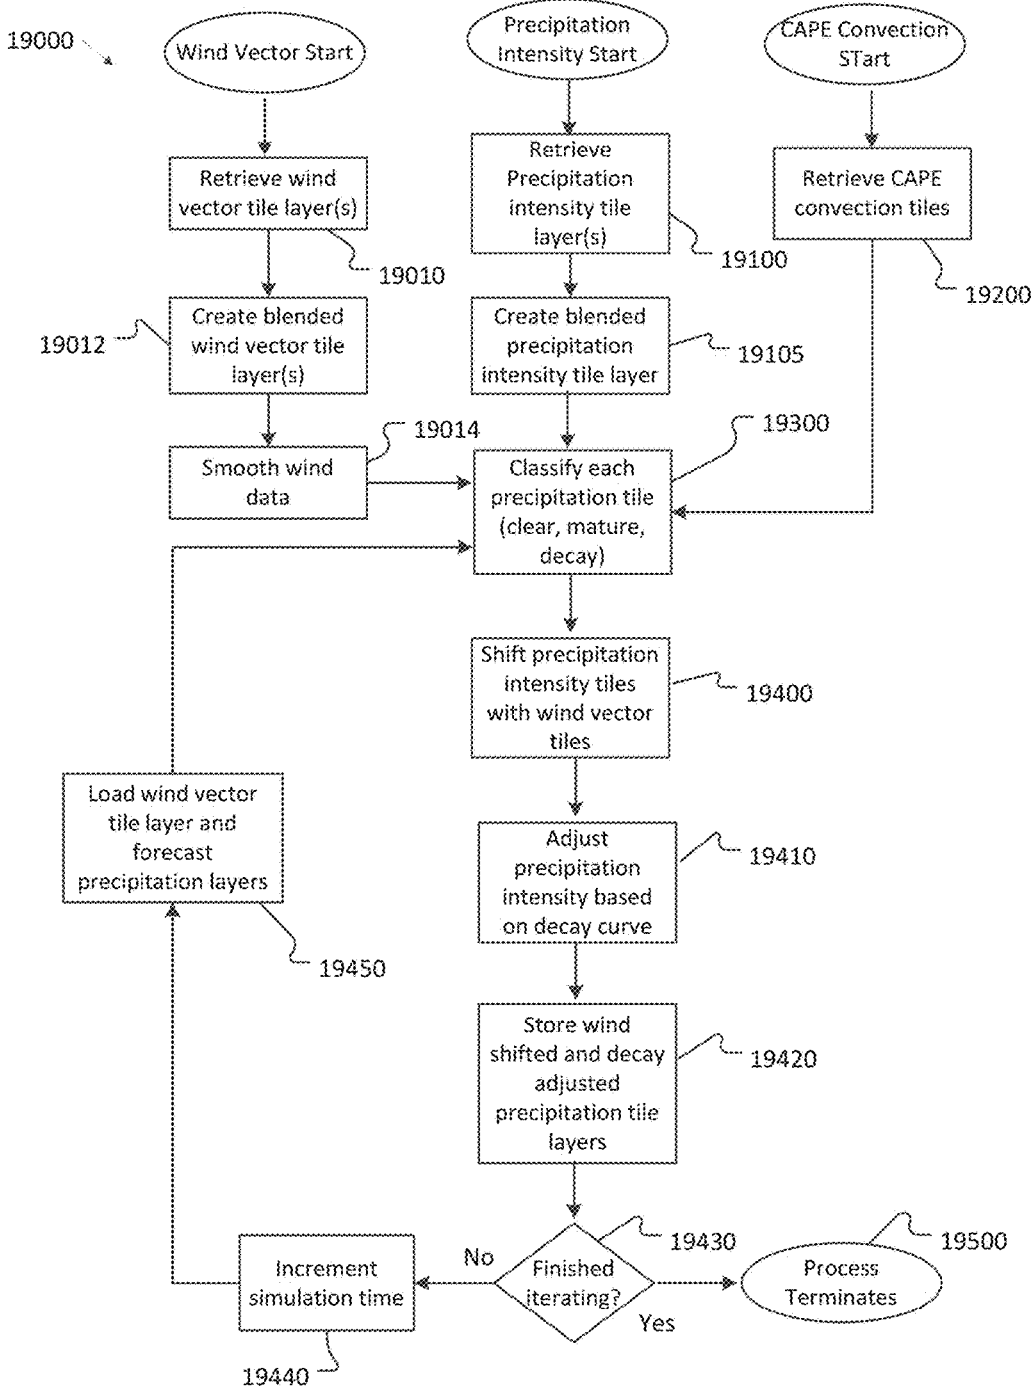 19000
Wind Vector Start
Precipitation
Intensity Start
CAPE Convection
STart
Retrieve wind
vector tile layer(s)
19010
Retrieve
Precipitation
intensity tile
layer(s)
19100
Retrieve CAPE
convection tiles
19200
19012
Create blended
wind vector tile
layer(s)
Create blended
precipitation
intensity tile layer
19105
19014
Smooth wind
data
19300
Classify each
precipitation tile
(clear, mature,
decay)
Shift precipitation
intensity tiles
with wind vector
tiles
19400
Load wind vector
tile layer and
forecast
precipitation layers
19450
Adjust
precipitation
intensity based
on decay curve
19410
Store wind
shifted and decay
adjusted
precipitation tile
layers
19420
19430
Finished
iterating?
No
Yes
Increment
simulation time
19440
19500
Process
Terminates